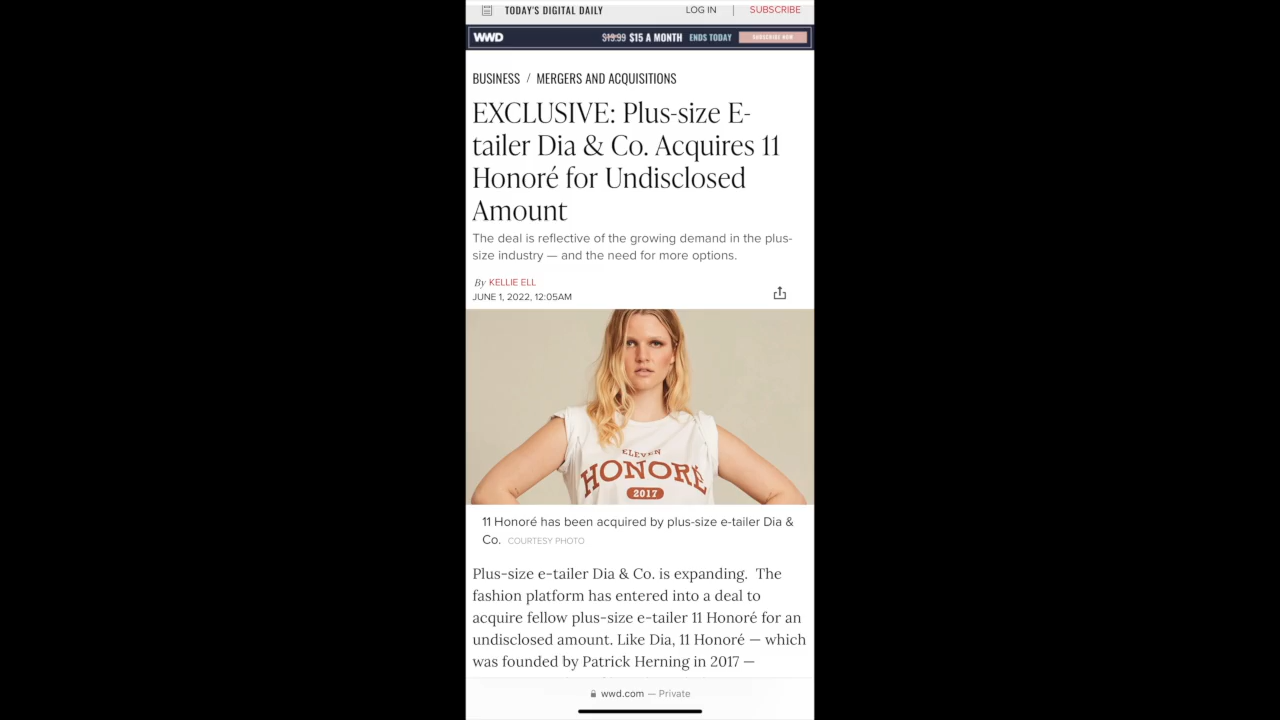 TODAY'S DIGITAL DAILY LOG IN | SUBSCRIBE
WWD $19.99 $15 A MONTH ENDS TODAY SUBSCRIBE NOW
BUSINESS / MERGERS AND ACQUISITIONS
EXCLUSIVE: Plus-size E-
tailer Dia & Co. Acquires 11
Honoré for Undisclosed
Amount
The deal is reflective of the growing demand in the plus-
size industry — and the need for more options.
By KELLIE ELL
JUNE 1, 2022, 12:05AM
ELEVEN
HONORÉ
2017
11 Honoré has been acquired by plus-size e-tailer Dia &
Co. COURTESY PHOTO
Plus-size e-tailer Dia & Co. is expanding. The
fashion platform has entered into a deal to
acquire fellow plus-size e-tailer 11 Honoré for an
undisclosed amount. Like Dia, 11 Honoré — which
was founded by Patrick Herning in 2017 —
wwd.com — Private